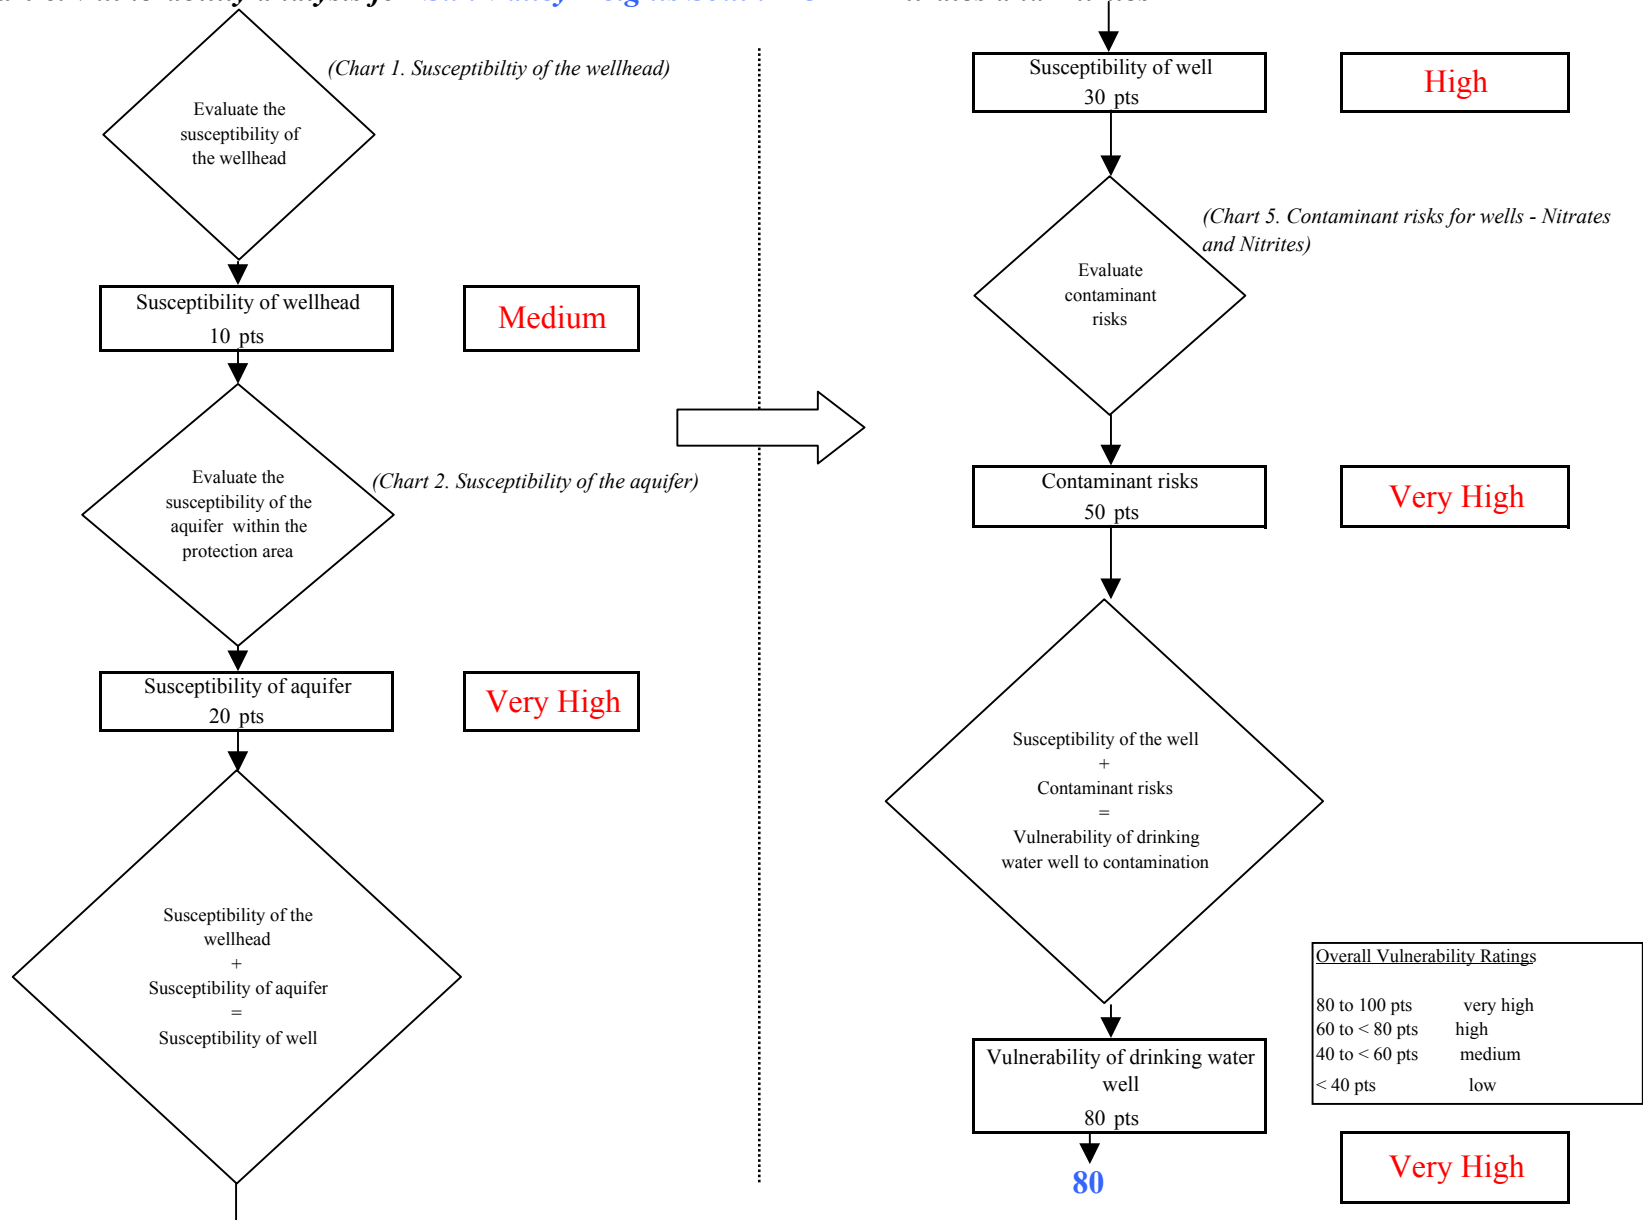 (Chart 1. Susceptibiltiy of the wellhead)
Evaluate the
susceptibility of
the wellhead
Susceptibility of wellhead
10 pts
Medium
Evaluate the
susceptibility of the
aquifer within the
protection area
(Chart 2. Susceptibility of the aquifer)
Susceptibility of aquifer
20 pts
Very High
Susceptibility of the
wellhead
+
Susceptibility of aquifer
=
Susceptibility of well
Susceptibility of well
30 pts
High
(Chart 5. Contaminant risks for wells - Nitrates
and Nitrites)
Evaluate
contaminant
risks
Contaminant risks
50 pts
Very High
Susceptibility of the well
+
Contaminant risks
=
Vulnerability of drinking
water well to contamination
Overall Vulnerability Ratings
80 to 100 pts very high
60 to < 80 pts high
40 to < 60 pts medium
< 40 pts low
Vulnerability of drinking water
well
80 pts
80
Very High